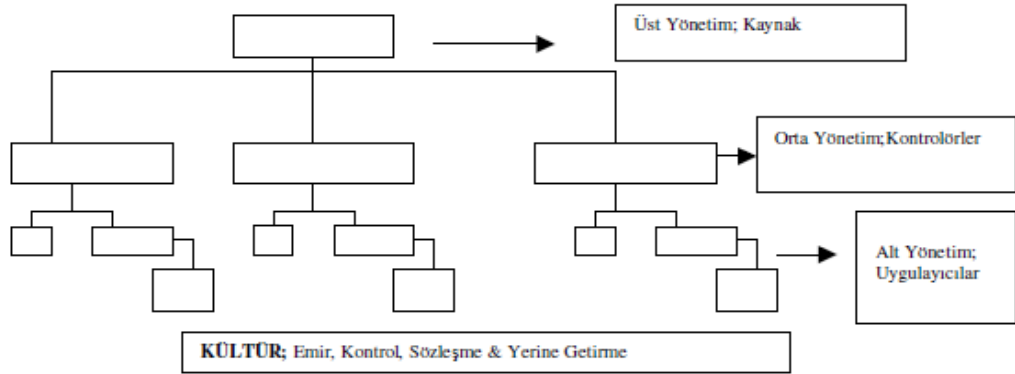 Üst Yönetim; Kaynak
Orta Yönetim;Kontrolörler
Alt Yönetim;
Uygulayıcılar
KÜLTÜR; Emir, Kontrol, Sözleşme & Yerine Getirme